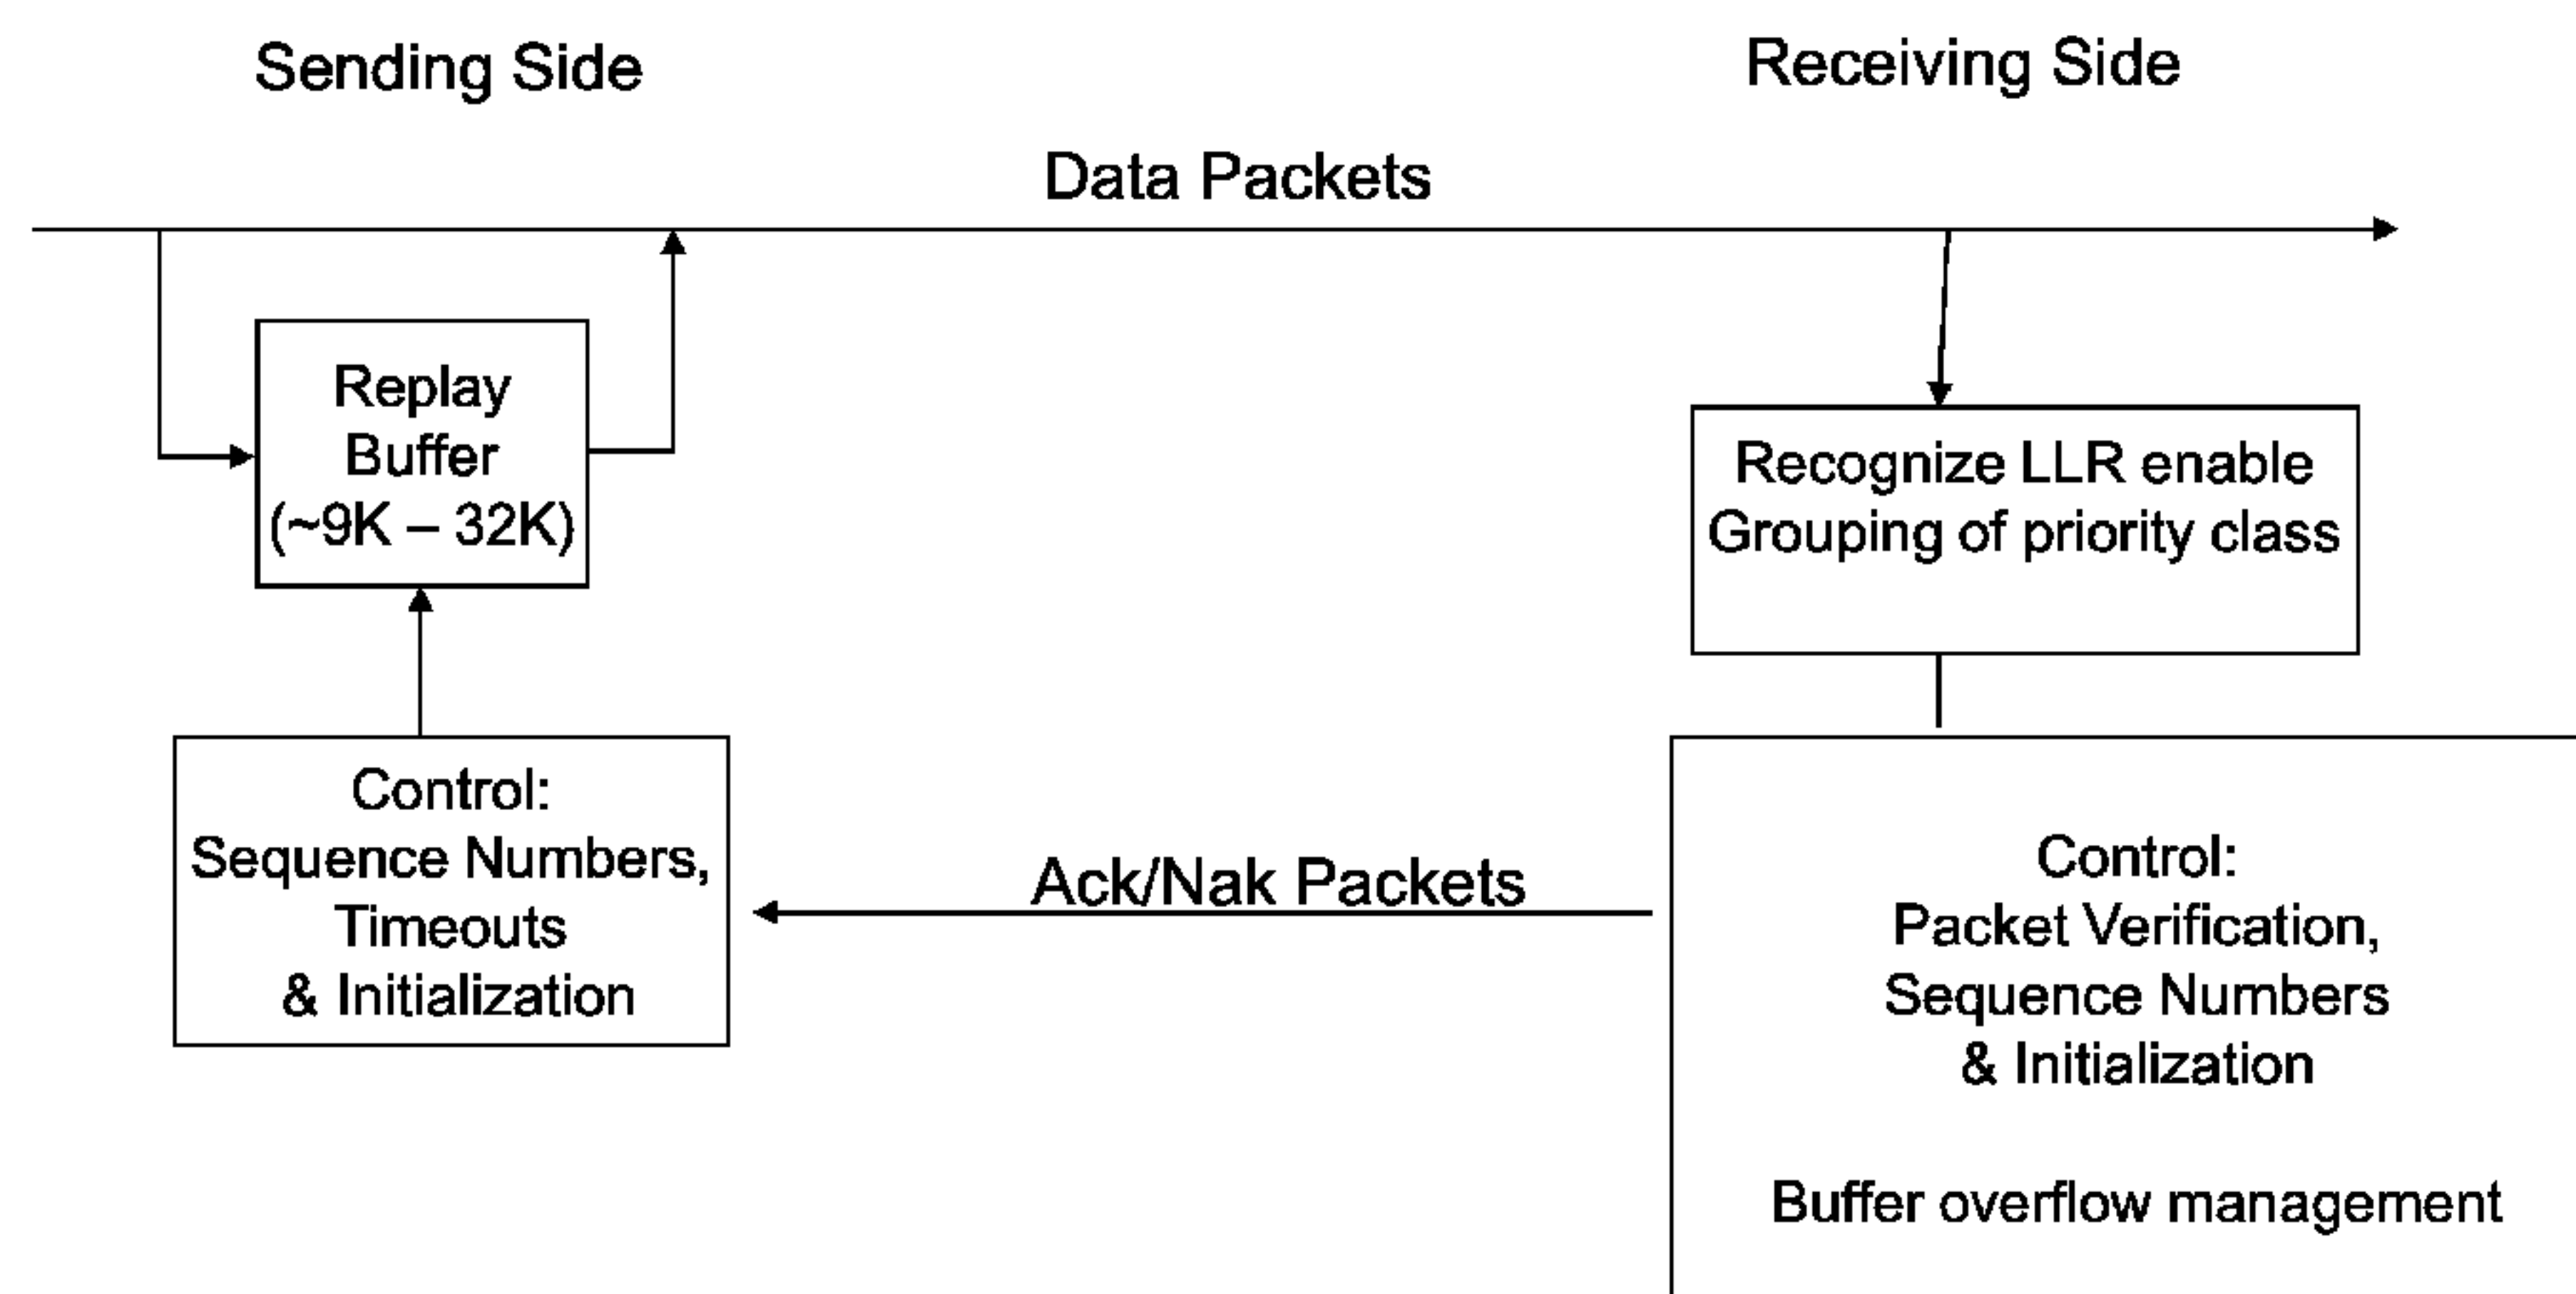 Sending Side
Receiving Side
Data Packets
Replay
Buffer
(~9K – 32K)
Recognize LLR enable
Grouping of priority class
Control:
Sequence Numbers,
Timeouts
& Initialization
Ack/Nak Packets
Control:
Packet Verification,
Sequence Numbers
& Initialization
Buffer overflow management